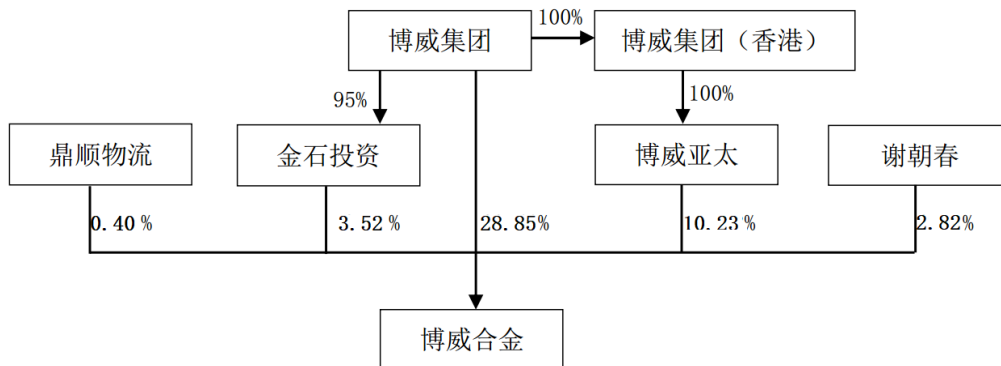 100%
博威集团
博威集团（香港）
95%
100%
鼎顺物流
金石投资
博威亚太
谢朝春
0.40%
3.52%
28.85%
10.23%
2.82%
博威合金